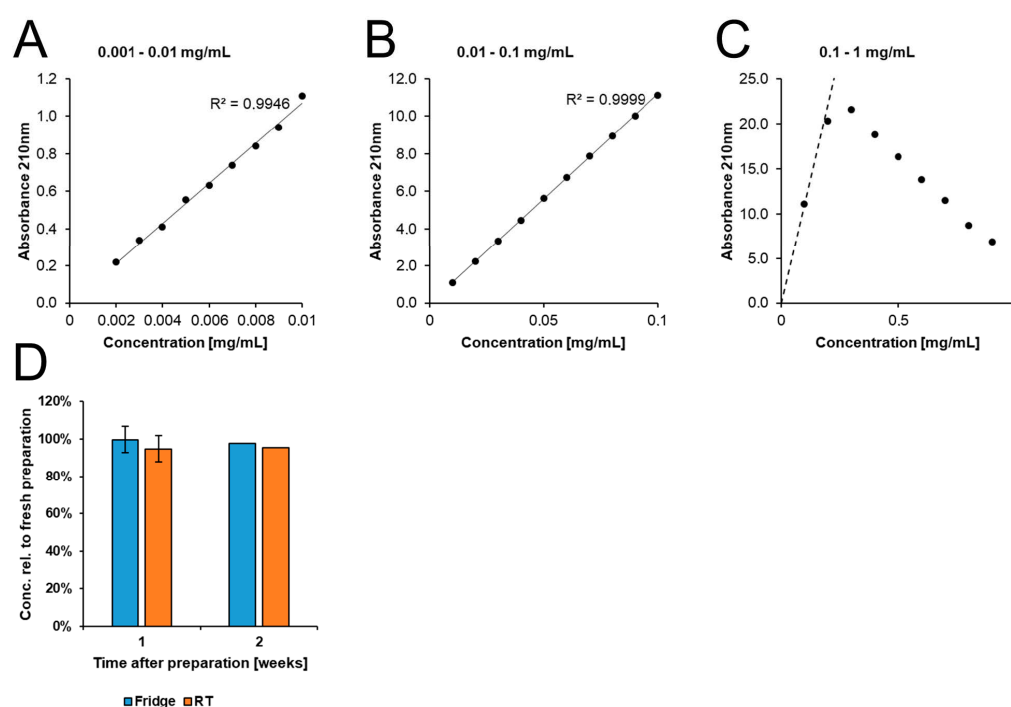 A
0.001 - 0.01 mg/mL
Absorbance 210nm
1.2
1.0
0.8
0.6
0.4
0.2
0.0
R² = 0.9946
0 0.002 0.004 0.006 0.008 0.01
Concentration [mg/mL]
B
0.01 - 0.1 mg/mL
Absorbance 210nm
12.0
10.0
8.0
6.0
4.0
2.0
0.0
R² = 0.9999
0 0.05 0.1
Concentration [mg/mL]
C
0.1 - 1 mg/mL
Absorbance 210nm
25.0
20.0
15.0
10.0
5.0
0.0
0 0.5
Concentration [mg/mL]
D
Conc. rel. to fresh preparation
120%
100%
80%
60%
40%
20%
0%
1 2
Time after preparation [weeks]
Fridge RT